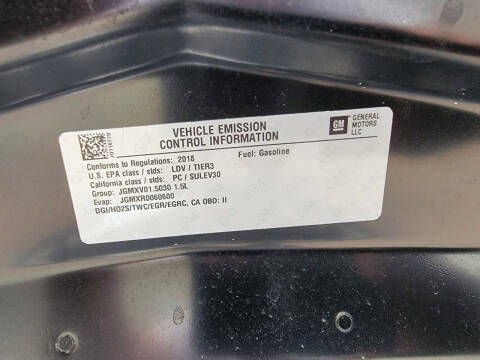 VEHICLE EMISSION
CONTROL INFORMATION
GM
GENERAL
MOTORS
LLC
Conforms to Regulations: 2018
Fuel: Gasoline
U.S. EPA class / stds: LDV / TIER3
California class / stds: PC / SULEV30
Group: JGMXV01.5030 1.5L
Evap: JGMXR0060600
DGI/HO2S/TWC/EGR/EGRC, CA OBD: II